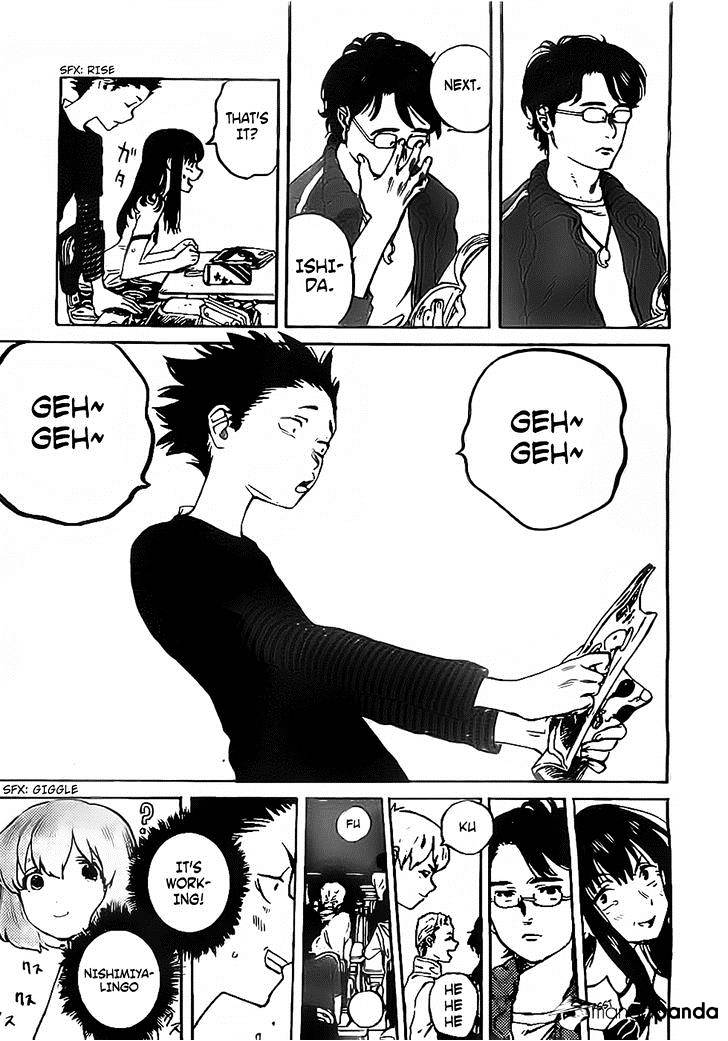 NEXT.
ISHI-
DA.
SFX: RISE
THAT'S
IT?
ガタ
GEH~
GEH~
GEH~
GEH~
KU
HE
HE
HE
FU
SFX: GIGGLE
?
IT'S
WORK-
ING!
NISHIMIYA-
LINGO
クス
クス